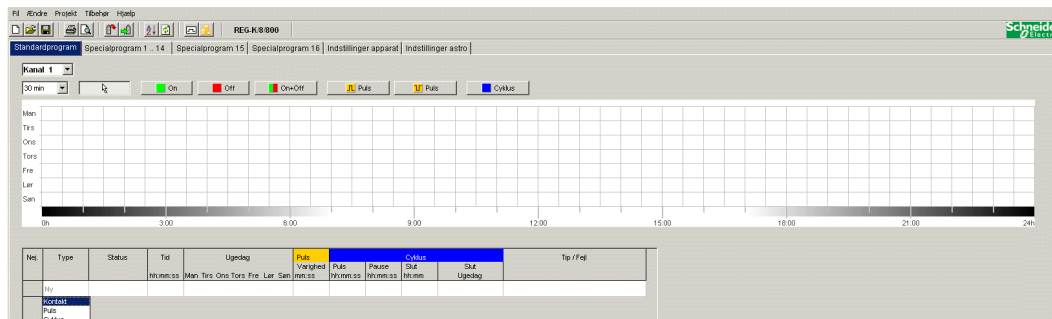 Fil Ændre Projekt Tilbehør Hjælp
REG-K/8/800
Schneide
Electri
Standardprogram Specialprogram 1 .. 14 Specialprogram 15 Specialprogram 16 Indstillinger apparat Indstillinger astro
Kanal 1
30 min On Off On+Off Puls Puls Cyklus
Man
Tirs
Ons
Tors
Fre
Lør
Søn
0h 3:00 6:00 9:00 12:00 15:00 18:00 21:00 24h
Nej. Type Status Tid Ugedag Puls Cyklus Tip / Fejl
Varighed Puls Pause Slut Slut
hh:mm:ss Man Tirs Ons Tors Fre Lør Søn mm:ss hh:mm:ss hh:mm:ss hh:mm Ugedag
Ny
Kontakt
Puls
Cyklus